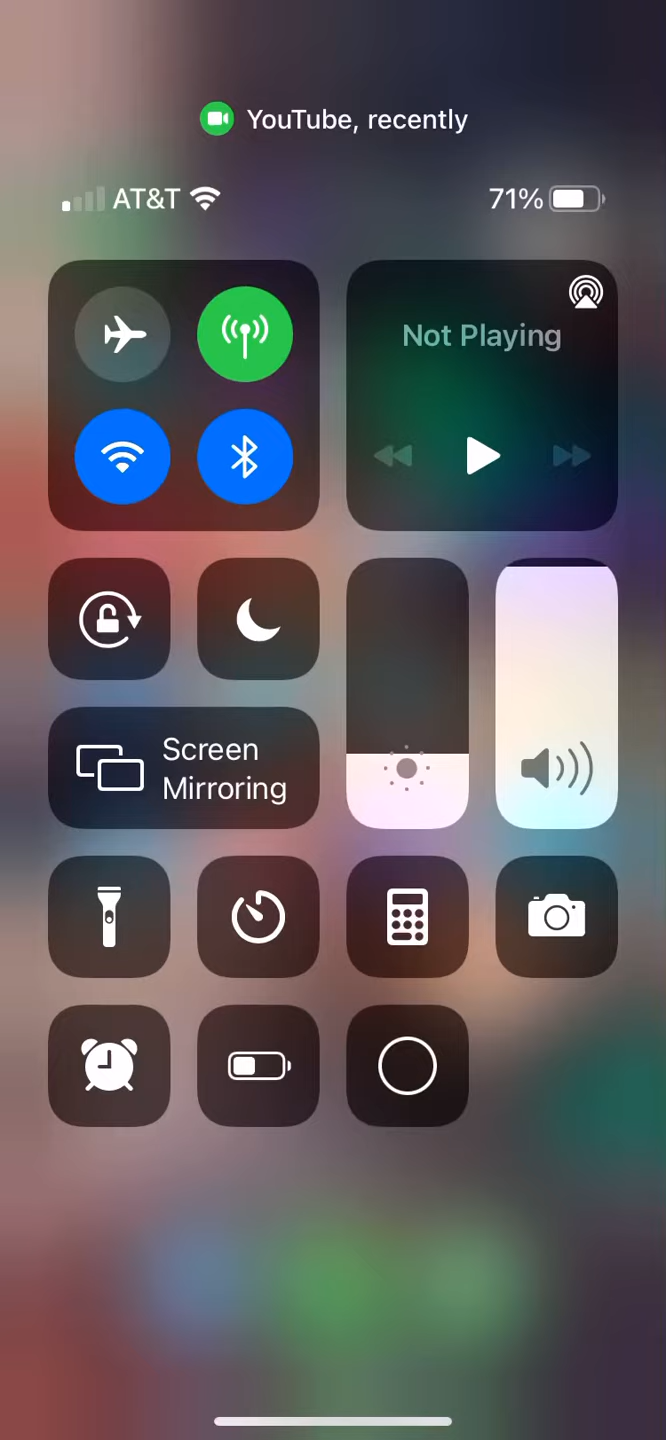 YouTube, recently
AT&T
71%
Not Playing
Screen
Mirroring